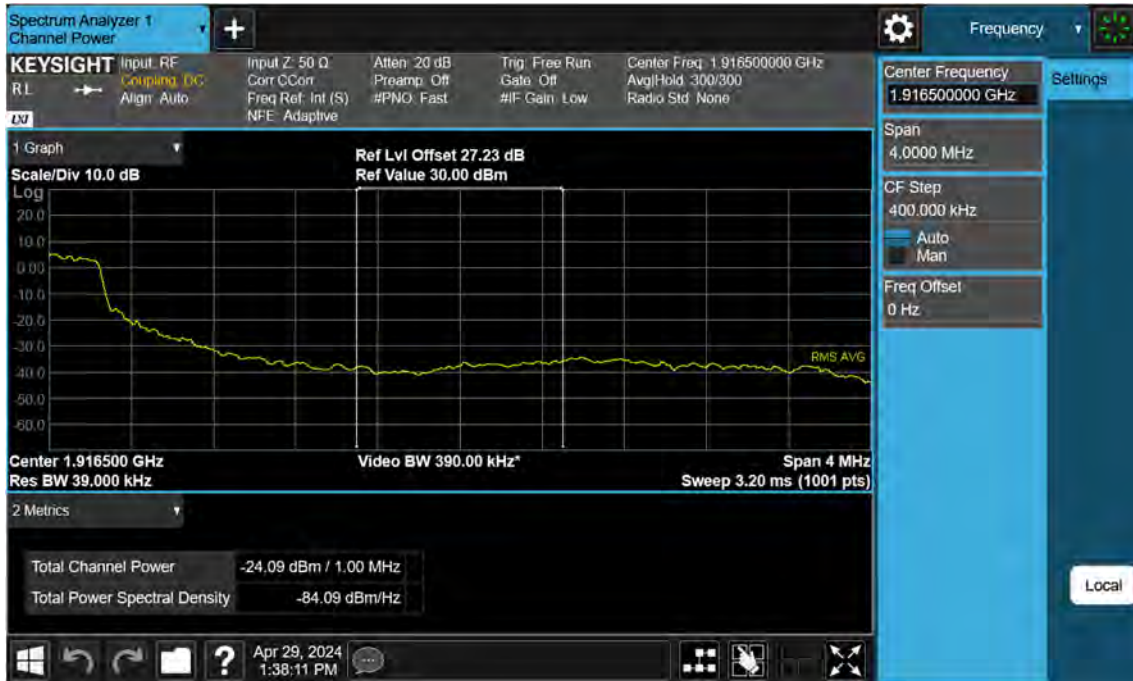 Spectrum Analyzer 1
Channel Power
Frequency
KEYSIGHT
RL
LXI
Input: RF
Coupling: DC
Align: Auto
Input Z: 50 Ω
Corr CCorr
Freq Ref: Int (S)
NFE: Adaptive
Atten: 20 dB
Preamp: Off
#PNO: Fast
Trig: Free Run
Gate: Off
#IF Gain: Low
Center Freq: 1.916500000 GHz
Avg|Hold: 300/300
Radio Std: None
1 Graph
Scale/Div 10.0 dB
Ref Lvl Offset 27.23 dB
Ref Value 30.00 dBm
Log
20.0
10.0
0.00
-10.0
-20.0
-30.0
-40.0
-50.0
-60.0
RMS AVG
Center 1.916500 GHz
Video BW 390.00 kHz*
Span 4 MHz
Res BW 39.000 kHz
Sweep 3.20 ms (1001 pts)
2 Metrics
Total Channel Power -24.09 dBm / 1.00 MHz
Total Power Spectral Density -84.09 dBm/Hz
Center Frequency
1.916500000 GHz
Settings
Span
4.0000 MHz
CF Step
400.000 kHz
Auto
Man
Freq Offset
0 Hz
Local
?
Apr 29, 2024
1:38:11 PM